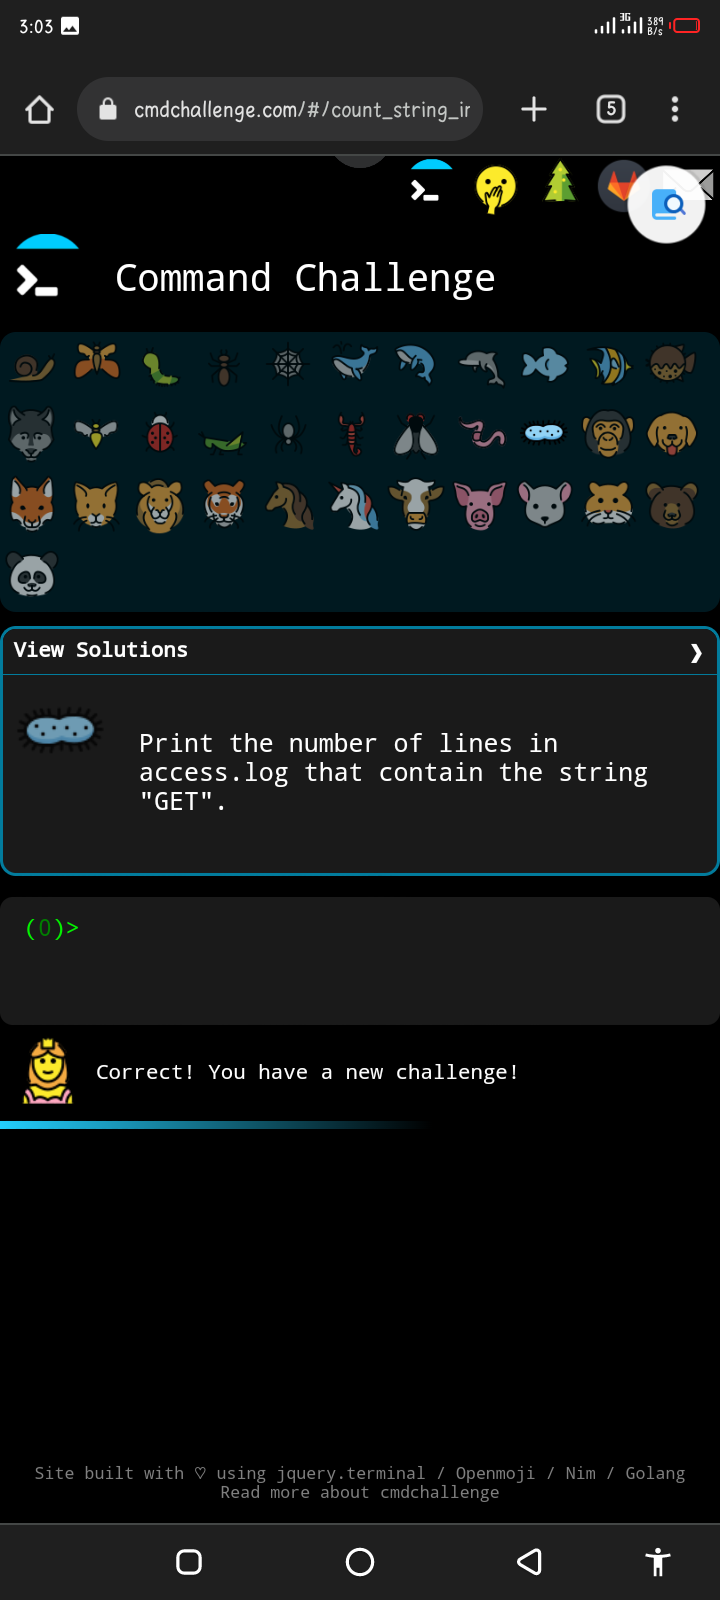 3:03 3G 389 B/s
cmdchallenge.com/#/count_string_ir 5
Command Challenge
View Solutions ❯
Print the number of lines in
access.log that contain the string
"GET".
(0)>
Correct! You have a new challenge!
Site built with ♡ using jquery.terminal / Openmoji / Nim / Golang
Read more about cmdchallenge